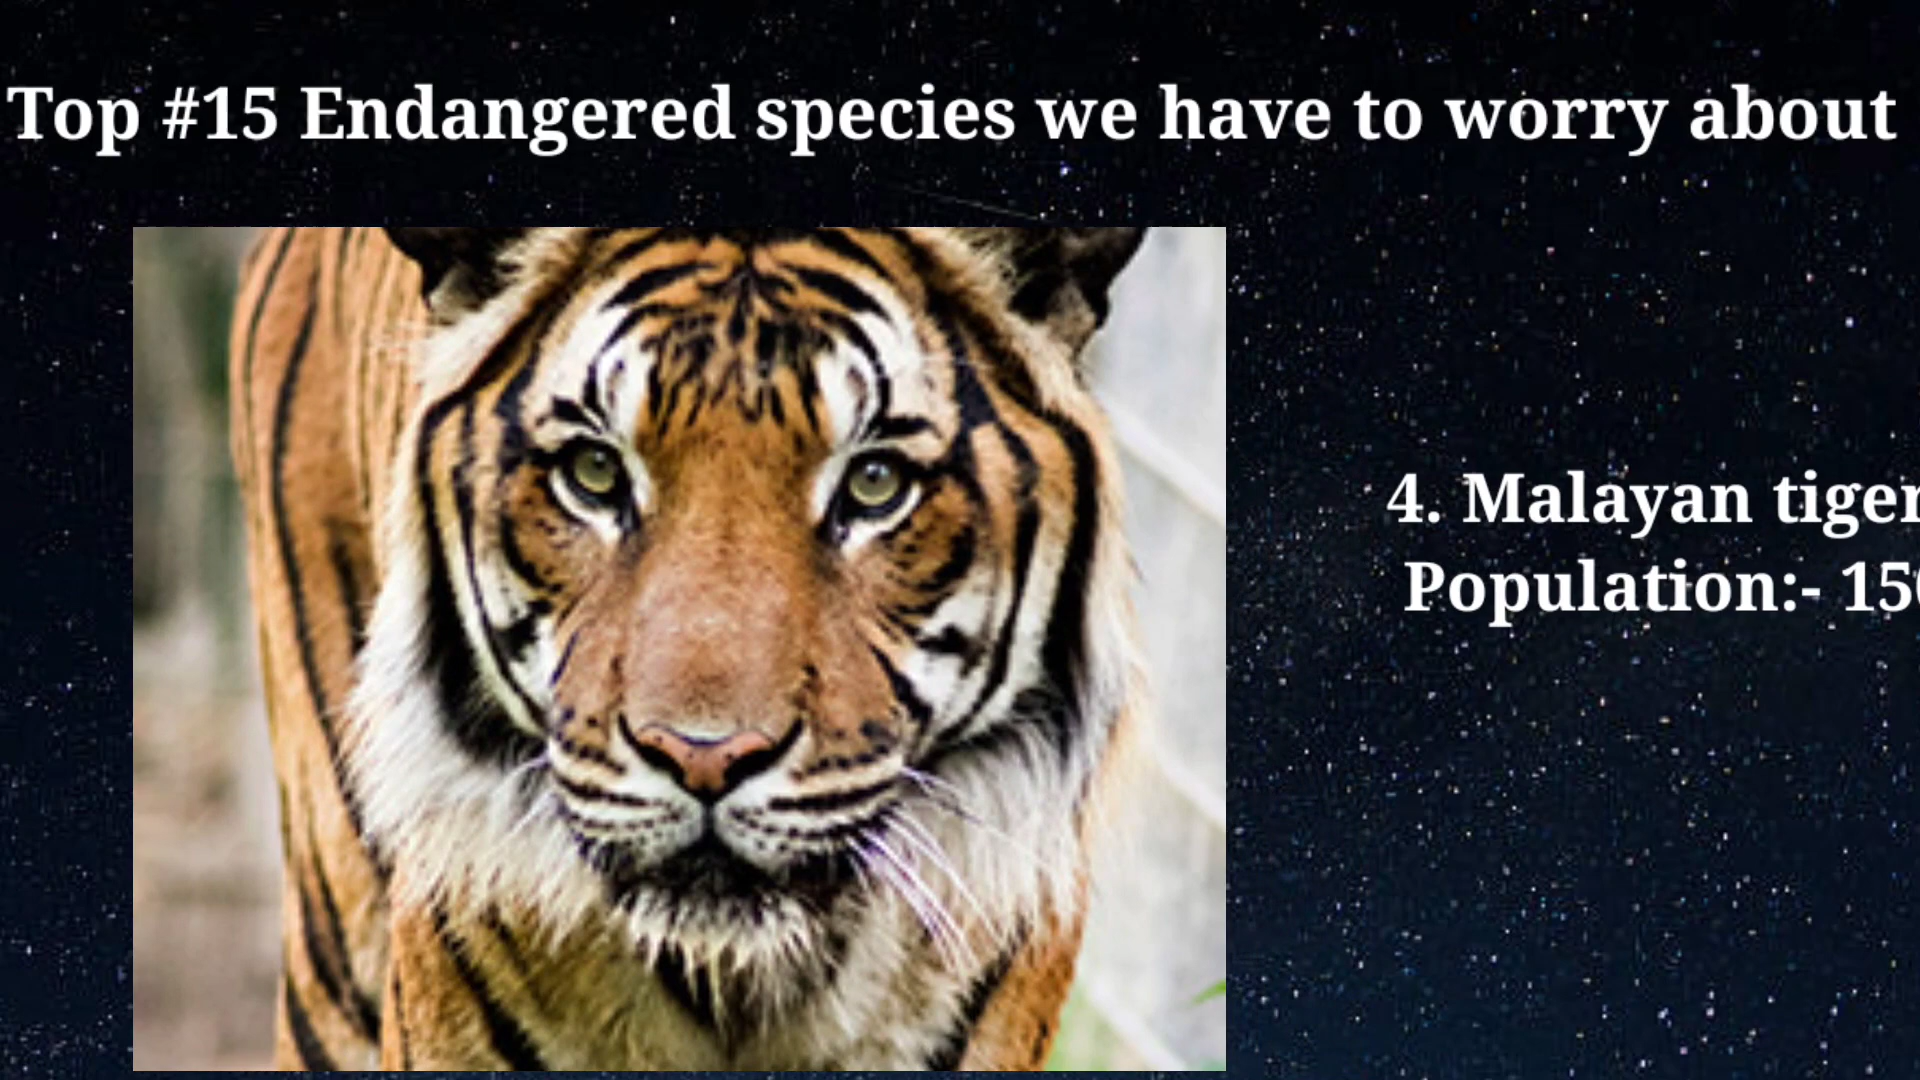 Top #15 Endangered species we have to worry about
4. Malayan tiger
Population:-